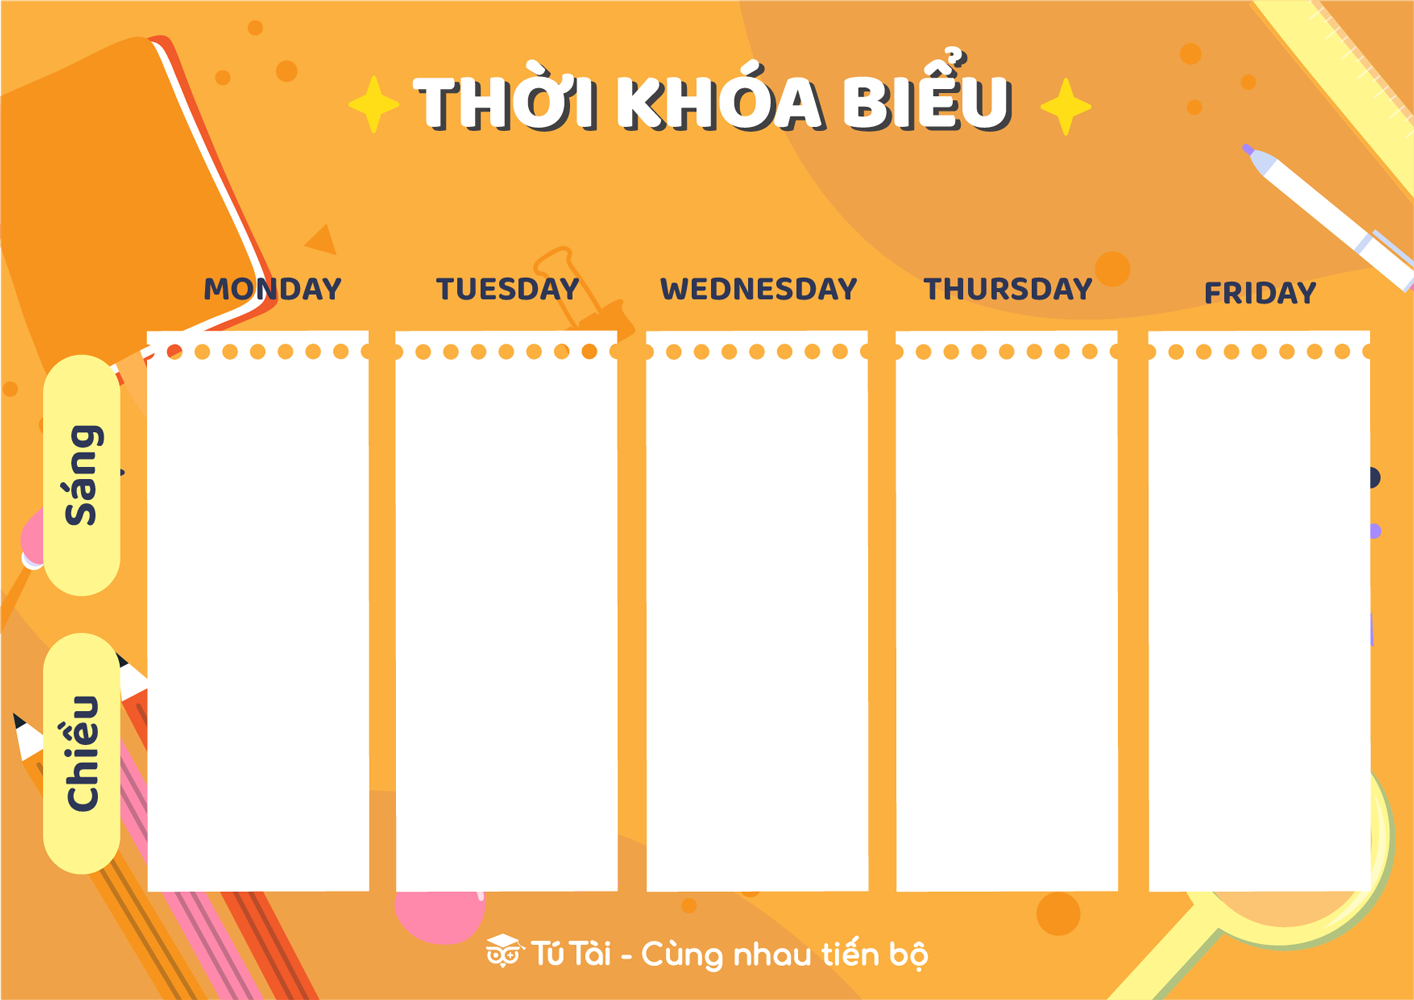 THỜI KHÓA BIỂU
MONDAY
TUESDAY
WEDNESDAY
THURSDAY
FRIDAY
Sáng
Chiều
Tú Tài - Cùng nhau tiến bộ